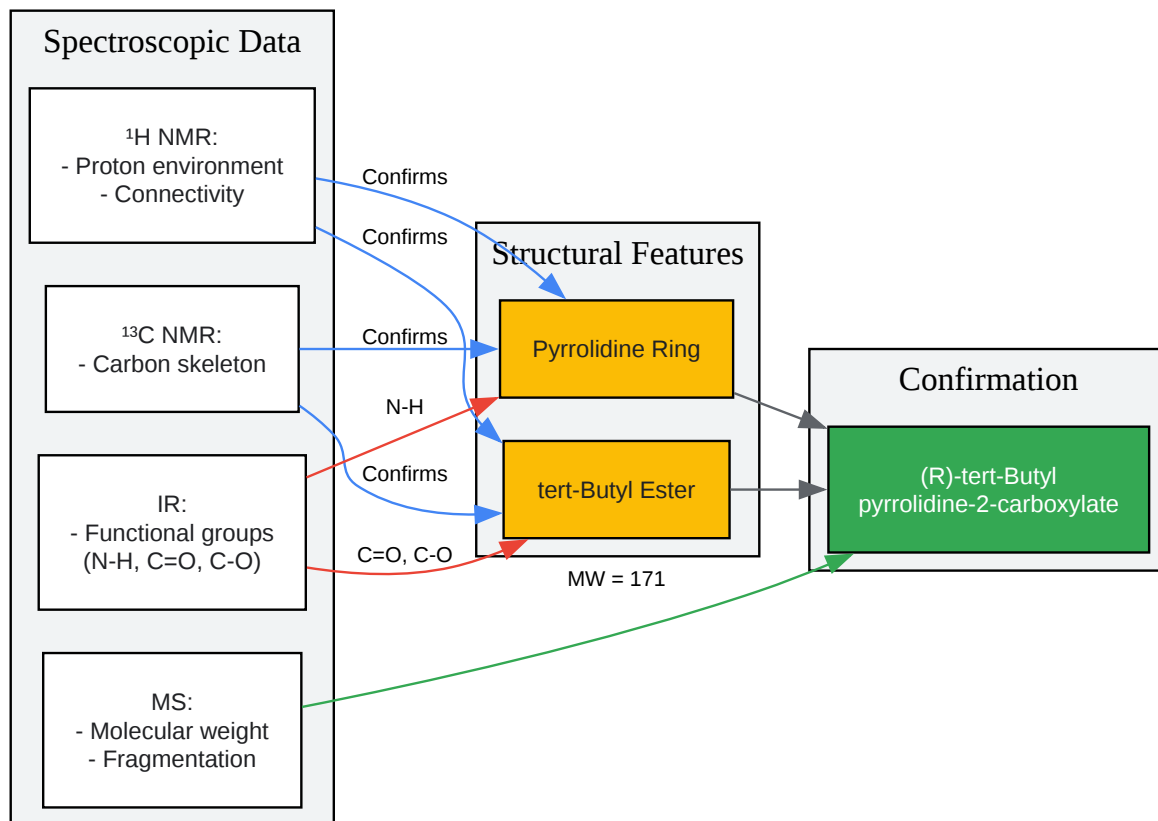 Spectroscopic Data
¹H NMR:
- Proton environment
- Connectivity
¹³C NMR:
- Carbon skeleton
IR:
- Functional groups
(N-H, C=O, C-O)
MS:
- Molecular weight
- Fragmentation
Confirms
Confirms
Confirms
N-H
Confirms
C=O, C-O
Structural Features
Pyrrolidine Ring
tert-Butyl Ester
MW = 171
Confirmation
(R)-tert-Butyl
pyrrolidine-2-carboxylate